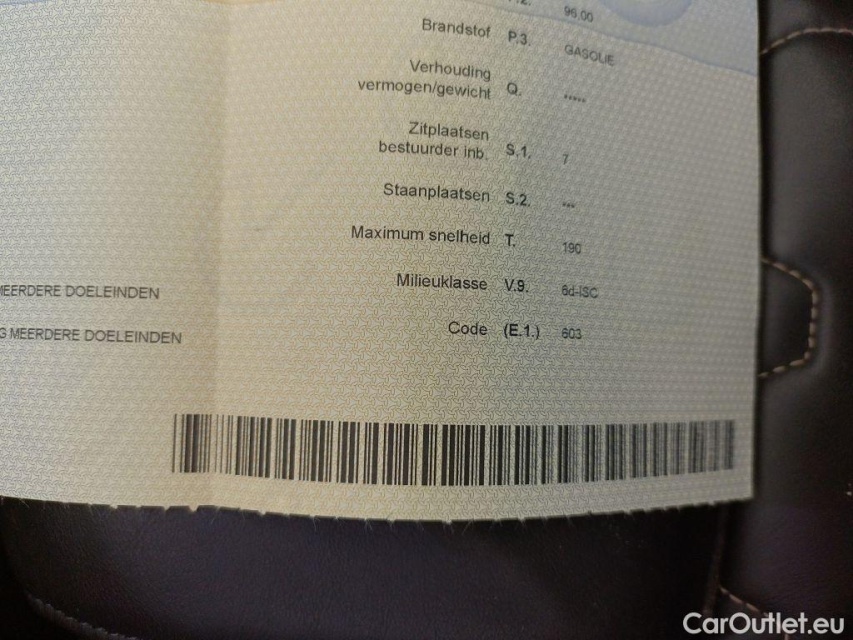 96.00
Brandstof P.3. GASOLIE
Verhouding
vermogen/gewicht Q. .....
Zitplaatsen
bestuurder inb. S.1. 7
Staanplaatsen S.2. ...
Maximum snelheid T. 190
Milieuklasse V.9. 6d-ISC
MEERDERE DOELEINDEN
Code (E.1.) 603
G MEERDERE DOELEINDEN
CarOutlet.eu